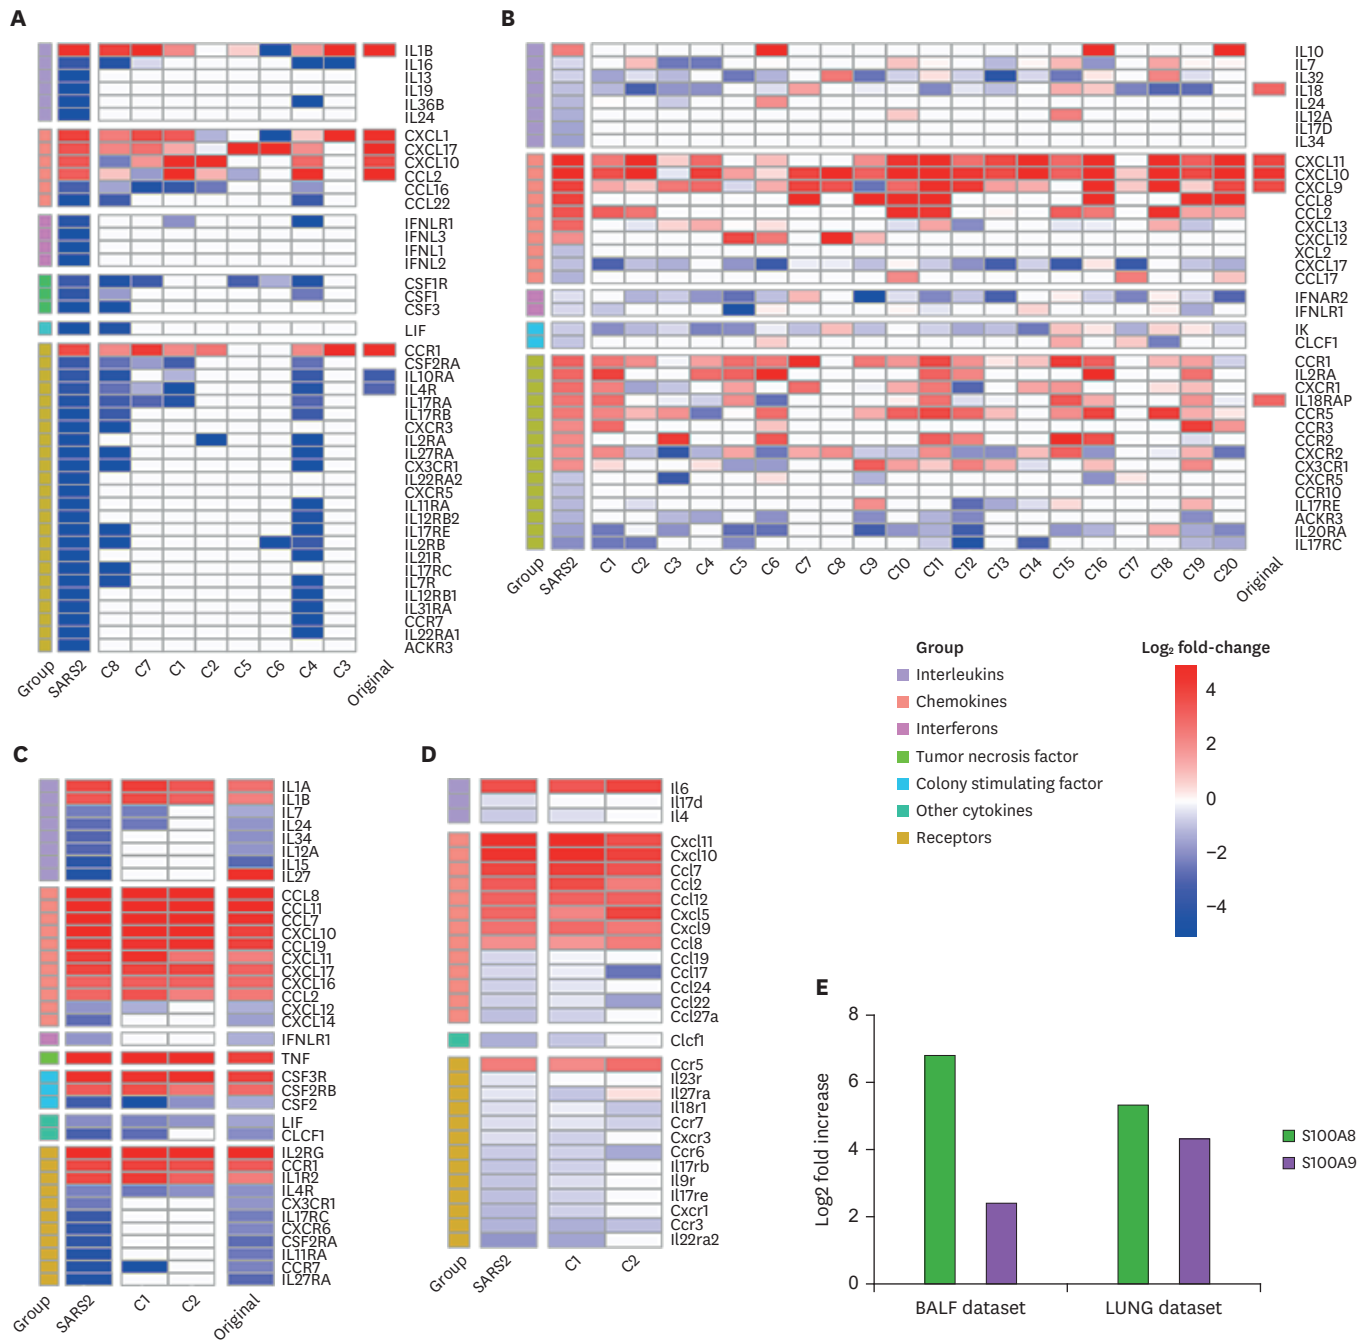 A
IL1B
IL16
IL13
IL19
IL36B
IL24
CXCL1
CXCL17
CXCL10
CCL2
CCL16
CCL22
IFNLR1
IFNL3
IFNL1
IFNL2
CSF1R
CSF1
CSF3
LIF
CCR1
CSF2RA
IL10RA
IL4R
IL17RA
IL17RB
CXCR3
IL2RA
IL27RA
CX3CR1
IL22RA2
CXCR5
IL11RA
IL12RB2
IL17RE
IL2RB
IL21R
IL17RC
IL7R
IL12RB1
IL31RA
CCR7
IL22RA1
ACKR3
Group SARS2 C8 C7 C1 C2 C5 C6 C4 C3 Original
B
IL10
IL7
IL32
IL18
IL24
IL12A
IL17D
IL34
CXCL11
CXCL10
CXCL9
CCL8
CCL2
CXCL13
CXCL12
XCL2
CXCL17
CCL17
IFNAR2
IFNLR1
IK
CLCF1
CCR1
IL2RA
CXCR1
IL18RAP
CCR5
CCR3
CCR2
CXCR2
CX3CR1
CXCR5
CCR10
IL17RE
ACKR3
IL20RA
IL17RC
Group SARS2 C1 C2 C3 C4 C5 C6 C7 C8 C9 C10 C11 C12 C13 C14 C15 C16 C17 C18 C19 C20 Original
Group
Interleukins
Chemokines
Interferons
Tumor necrosis factor
Colony stimulating factor
Other cytokines
Receptors
Log₂ fold-change
4
2
0
−2
−4
C
IL1A
IL1B
IL7
IL24
IL34
IL12A
IL15
IL27
CCL8
CCL11
CCL7
CXCL10
CCL19
CXCL11
CXCL17
CXCL16
CCL2
CXCL12
CXCL14
IFNLR1
TNF
CSF3R
CSF2RB
CSF2
LIF
CLCF1
IL2RG
CCR1
IL1R2
IL4R
CX3CR1
IL17RC
CXCR6
CSF2RA
IL11RA
CCR7
IL27RA
Group SARS2 C1 C2 Original
D
Il6
Il17d
Il4
Cxcl11
Cxcl10
Ccl7
Ccl2
Ccl12
Cxcl5
Cxcl9
Ccl8
Ccl19
Ccl17
Ccl24
Ccl22
Ccl27a
Clcf1
Ccr5
Il23r
Il27ra
Il18r1
Ccr7
Cxcr3
Ccr6
Il17rb
Il9r
Il17re
Cxcr1
Ccr3
Il22ra2
Group SARS2 C1 C2
E
Log2 fold increase
8
6
4
2
0
BALF dataset LUNG dataset
S100A8
S100A9